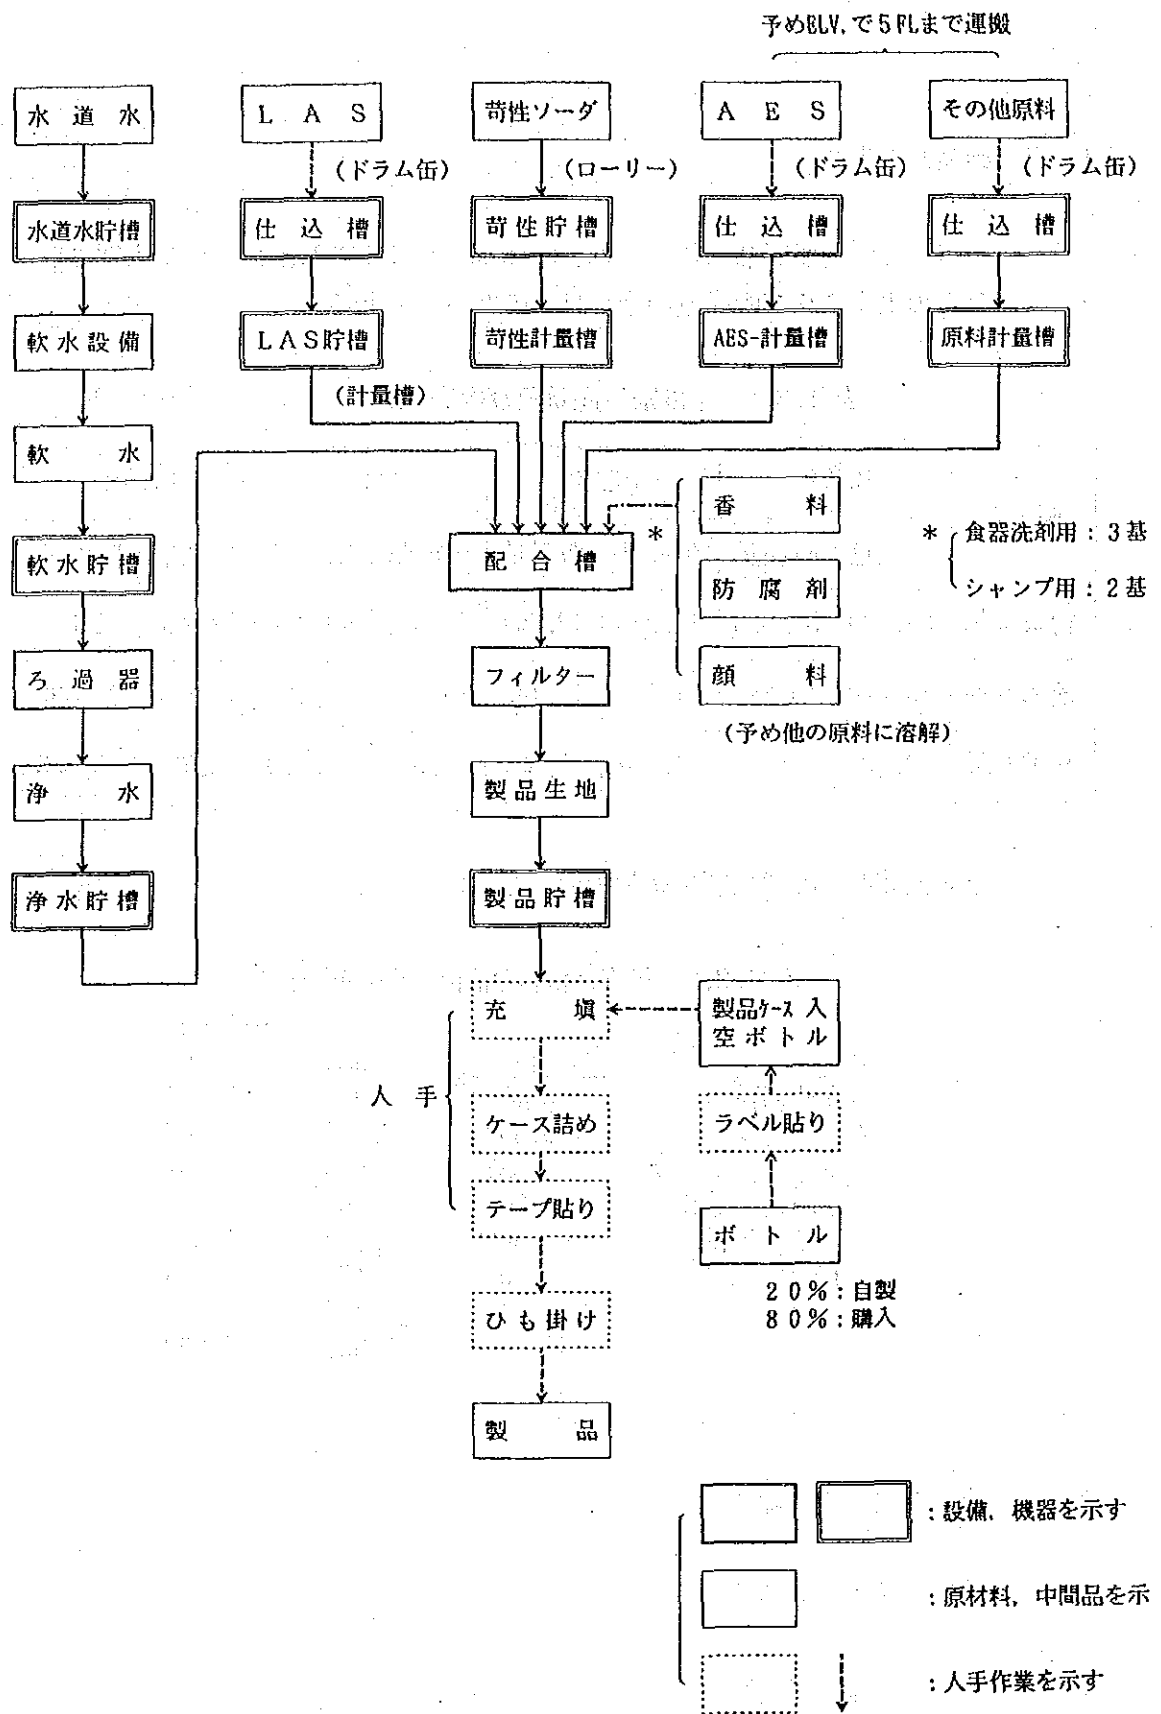 予めELV.で5FLまで運搬
水道水
LAS
苛性ソーダ
AES
その他原料
(ドラム缶)
(ローリー)
(ドラム缶)
(ドラム缶)
水道水貯槽
仕込槽
苛性貯槽
仕込槽
仕込槽
軟水設備
LAS貯槽
苛性計量槽
AES-計量槽
原料計量槽
(計量槽)
軟水
香料
*
配合槽
* 食器洗剤用:3基
シャンプ用:2基
軟水貯槽
防腐剤
ろ過器
フィルター
顔料
(予め他の原料に溶解)
浄水
製品生地
浄水貯槽
製品貯槽
充塡
製品ケース入
空ボトル
人手
ケース詰め
ラベル貼り
テープ貼り
ボトル
20%:自製
80%:購入
ひも掛け
製品
:設備,機器を示す
:原材料,中間品を示
:人手作業を示す